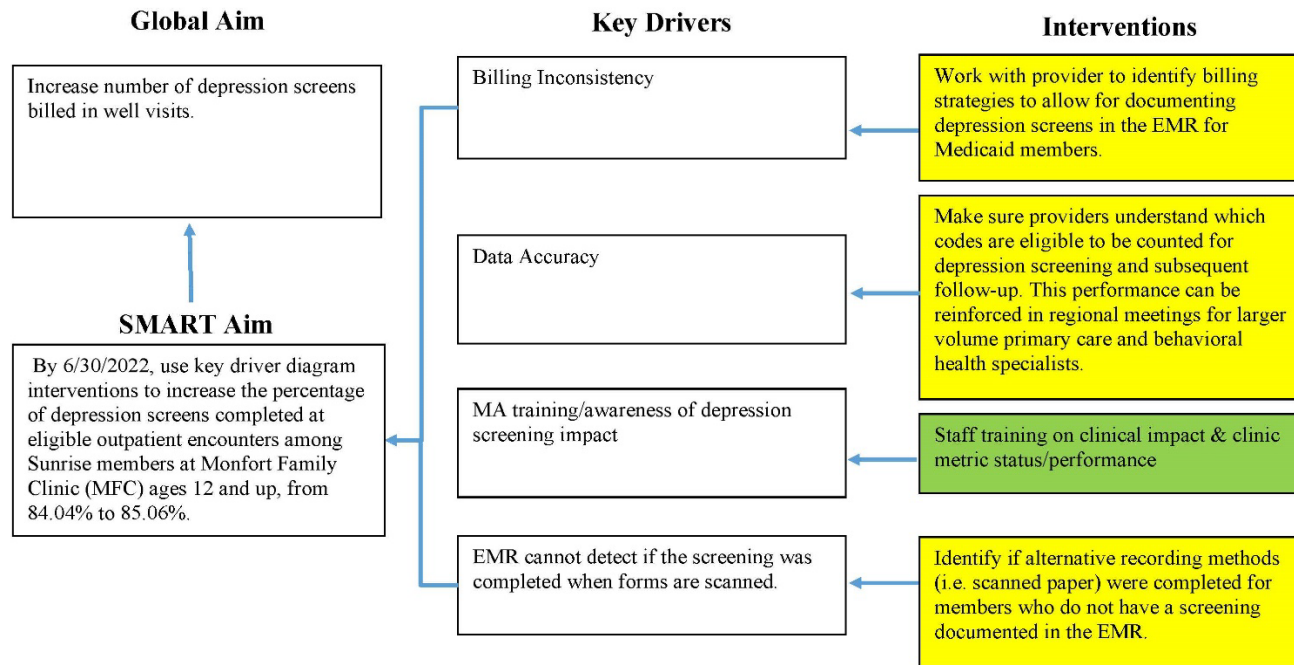 Global Aim
Increase number of depression screens
billed in well visits.
SMART Aim
By 6/30/2022, use key driver diagram
interventions to increase the percentage
of depression screens completed at
eligible outpatient encounters among
Sunrise members at Monfort Family
Clinic (MFC) ages 12 and up, from
84.04% to 85.06%.
Key Drivers
Billing Inconsistency
Data Accuracy
MA training/awareness of depression
screening impact
EMR cannot detect if the screening was
completed when forms are scanned.
Interventions
Work with provider to identify billing
strategies to allow for documenting
depression screens in the EMR for
Medicaid members.
Make sure providers understand which
codes are eligible to be counted for
depression screening and subsequent
follow-up. This performance can be
reinforced in regional meetings for larger
volume primary care and behavioral
health specialists.
Staff training on clinical impact & clinic
metric status/performance
Identify if alternative recording methods
(i.e. scanned paper) were completed for
members who do not have a screening
documented in the EMR.